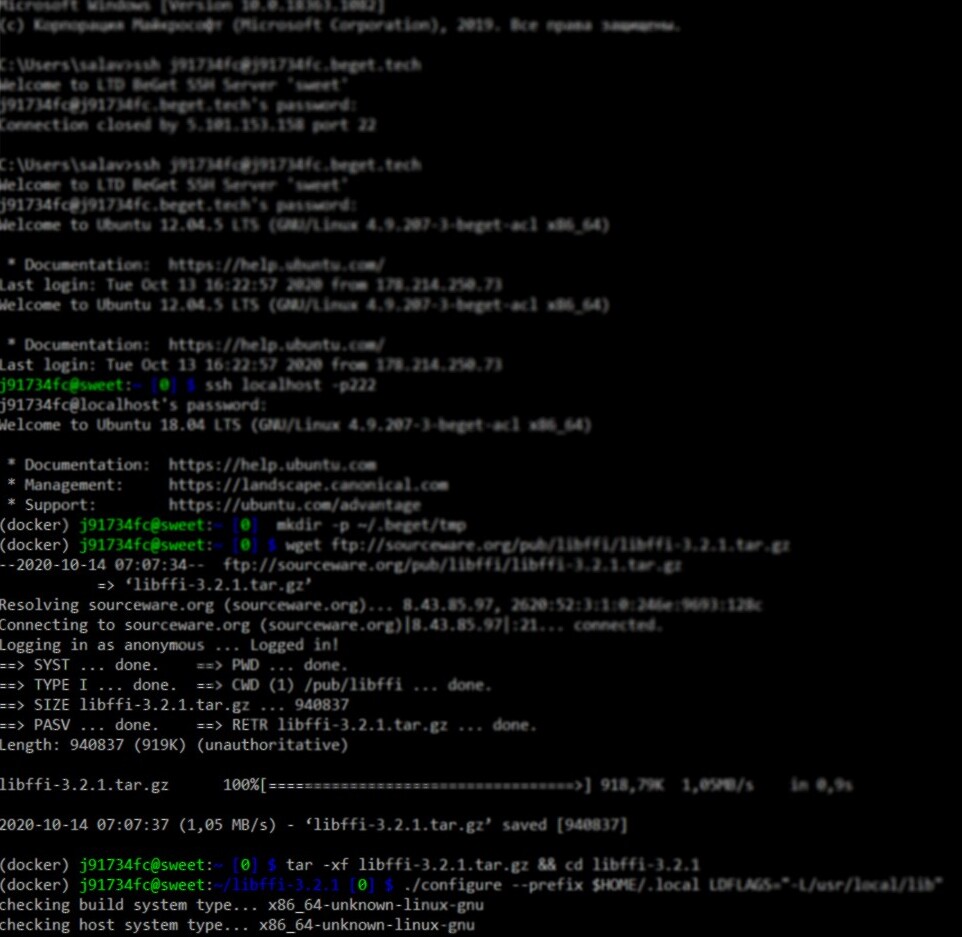 Microsoft Windows [Version 10.0.18363.1082]
(c) Корпорация Майкрософт (Microsoft Corporation), 2019. Все права защищены.
C:\Users\salav>ssh j91734fc@j91734fc.beget.tech
Welcome to LTD BeGet SSH Server 'sweet'
j91734fc@j91734fc.beget.tech's password:
Connection closed by 5.101.153.158 port 22
C:\Users\salav>ssh j91734fc@j91734fc.beget.tech
Welcome to LTD BeGet SSH Server 'sweet'
j91734fc@j91734fc.beget.tech's password:
Welcome to Ubuntu 12.04.5 LTS (GNU/Linux 4.9.207-3-beget-acl x86_64)
* Documentation:  https://help.ubuntu.com/
Last login: Tue Oct 13 16:22:57 2020 from 178.214.250.73
Welcome to Ubuntu 12.04.5 LTS (GNU/Linux 4.9.207-3-beget-acl x86_64)
* Documentation:  https://help.ubuntu.com/
Last login: Tue Oct 13 16:22:57 2020 from 178.214.250.73
j91734fc@sweet:~ [0] $ ssh localhost -p222
j91734fc@localhost's password:
Welcome to Ubuntu 18.04 LTS (GNU/Linux 4.9.207-3-beget-acl x86_64)
* Documentation:  https://help.ubuntu.com
* Management:     https://landscape.canonical.com
* Support:        https://ubuntu.com/advantage
(docker) j91734fc@sweet:~ [0]  mkdir -p ~/.beget/tmp
(docker) j91734fc@sweet:~ [0] $ wget ftp://sourceware.org/pub/libffi/libffi-3.2.1.tar.gz
--2020-10-14 07:07:34--  ftp://sourceware.org/pub/libffi/libffi-3.2.1.tar.gz
=> ‘libffi-3.2.1.tar.gz’
Resolving sourceware.org (sourceware.org)... 8.43.85.97, 2620:52:3:1:0:246e:9693:128c
Connecting to sourceware.org (sourceware.org)|8.43.85.97|:21... connected.
Logging in as anonymous ... Logged in!
==> SYST ... done.    ==> PWD ... done.
==> TYPE I ... done.  ==> CWD (1) /pub/libffi ... done.
==> SIZE libffi-3.2.1.tar.gz ... 940837
==> PASV ... done.    ==> RETR libffi-3.2.1.tar.gz ... done.
Length: 940837 (919K) (unauthoritative)
libffi-3.2.1.tar.gz      100%[==================================>] 918,79K  1,05MB/s    in 0,9s
2020-10-14 07:07:37 (1,05 MB/s) - ‘libffi-3.2.1.tar.gz’ saved [940837]
(docker) j91734fc@sweet:~ [0] $ tar -xf libffi-3.2.1.tar.gz && cd libffi-3.2.1
(docker) j91734fc@sweet:~/libffi-3.2.1 [0] $ ./configure --prefix $HOME/.local LDFLAGS="-L/usr/local/lib"
checking build system type... x86_64-unknown-linux-gnu
checking host system type... x86_64-unknown-linux-gnu